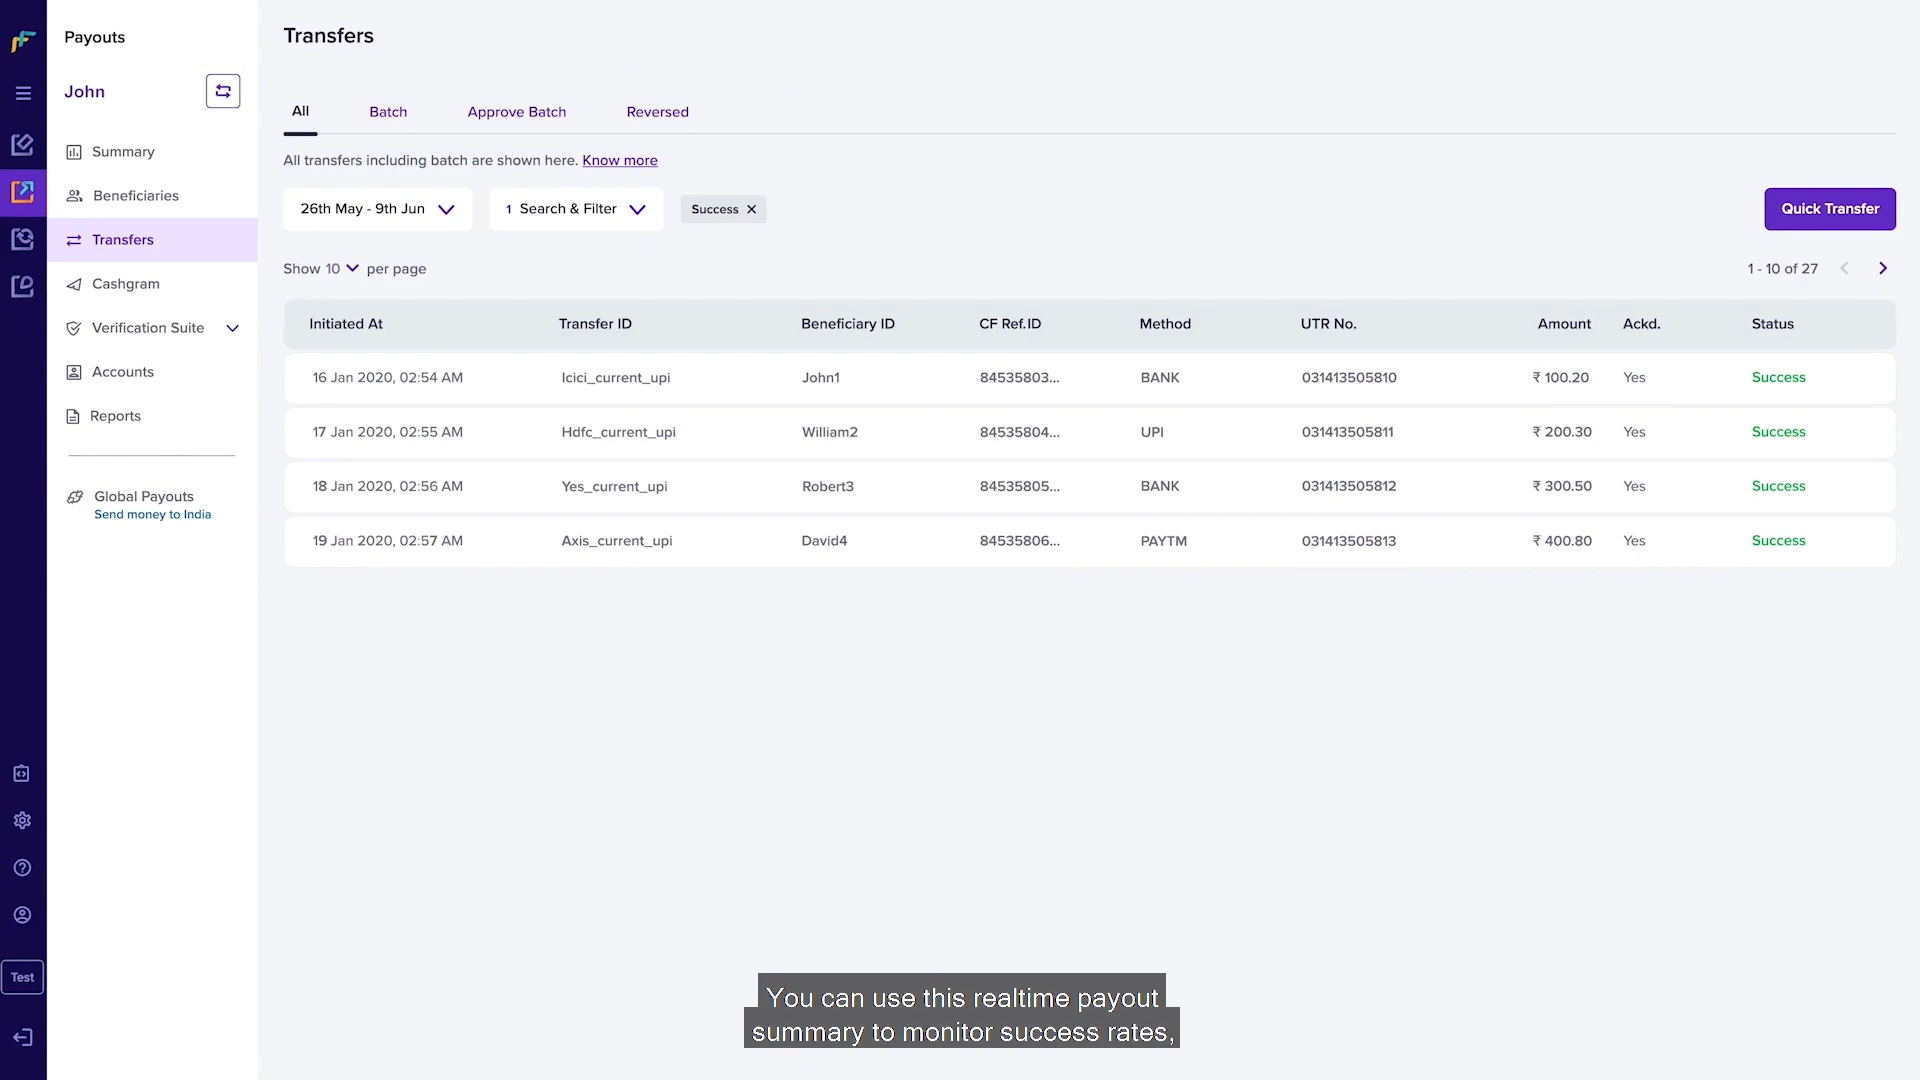 Payouts
John
Summary
Beneficiaries
Transfers
Cashgram
Verification Suite
Accounts
Reports
Global Payouts
Send money to India
Test
Transfers
All Batch Approve Batch Reversed
All transfers including batch are shown here. Know more
26th May - 9th Jun 1 Search & Filter Success Quick Transfer
Show 10 per page 1 - 10 of 27
Initiated At Transfer ID Beneficiary ID CF Ref.ID Method UTR No. Amount Ackd. Status
16 Jan 2020, 02:54 AM Icici_current_upi John1 84535803... BANK 031413505810 ₹ 100.20 Yes Success
17 Jan 2020, 02:55 AM Hdfc_current_upi William2 84535804... UPI 031413505811 ₹ 200.30 Yes Success
18 Jan 2020, 02:56 AM Yes_current_upi Robert3 84535805... BANK 031413505812 ₹ 300.50 Yes Success
19 Jan 2020, 02:57 AM Axis_current_upi David4 84535806... PAYTM 031413505813 ₹ 400.80 Yes Success
You can use this realtime payout
summary to monitor success rates,